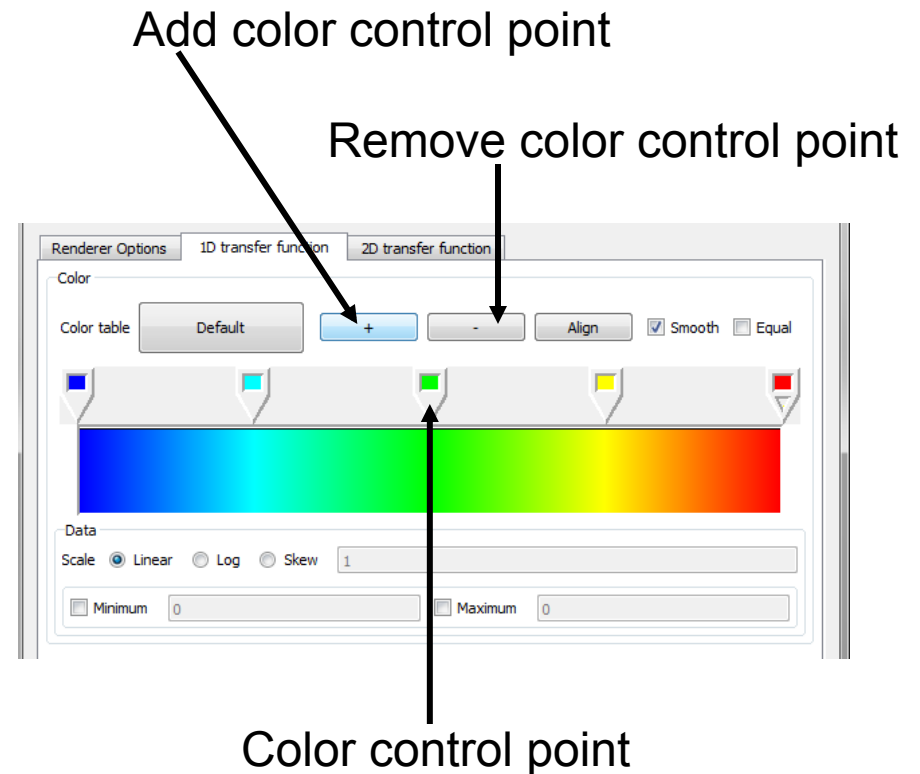 Add color control point
Remove color control point
Renderer Options 1D transfer function 2D transfer function
Color
Color table Default + - Align Smooth Equal
Data
Scale Linear Log Skew 1
Minimum 0 Maximum 0
Color control point